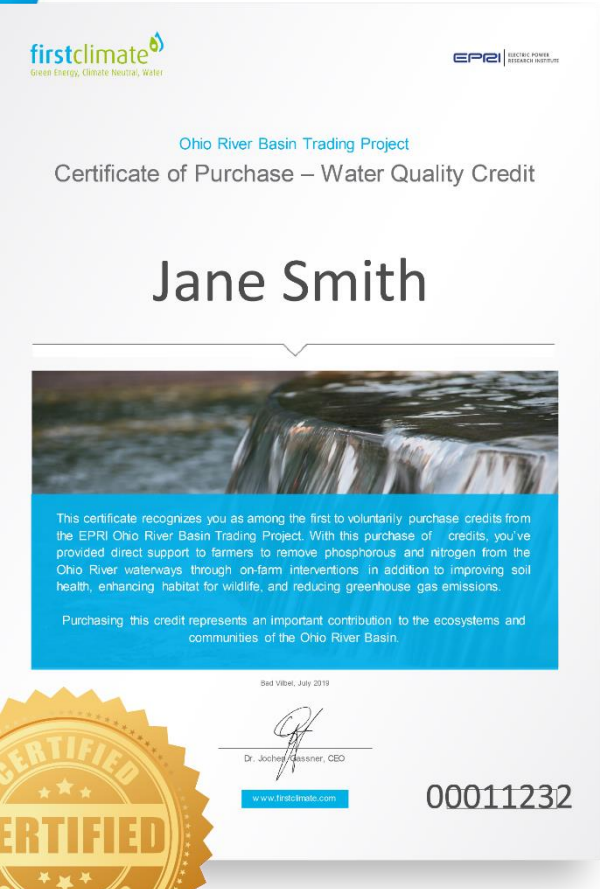 firstclimate
Green Energy, Climate Neutral, Water
EPRI
ELECTRIC POWER
RESEARCH INSTITUTE
Ohio River Basin Trading Project
Certificate of Purchase – Water Quality Credit
Jane Smith
This certificate recognizes you as among the first to voluntarily purchase credits from
the EPRI Ohio River Basin Trading Project. With this purchase of credits, you've
provided direct support to farmers to remove phosphorous and nitrogen from the
Ohio River waterways through on-farm interventions in addition to improving soil
health, enhancing habitat for wildlife, and reducing greenhouse gas emissions.
Purchasing this credit represents an important contribution to the ecosystems and
communities of the Ohio River Basin.
Bad Vilbel, July 2019
Dr. Jochen Gassner, CEO
www.firstclimate.com
00011232
CERTIFIED
ERTIFIED